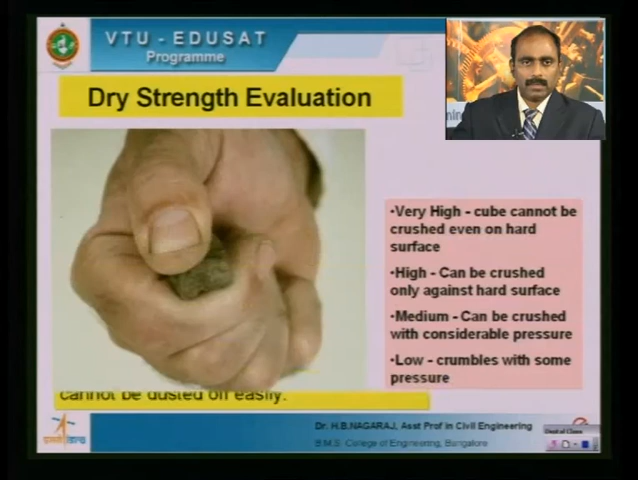 VTU - EDUSAT
Programme
Dry Strength Evaluation
•Very High - cube cannot be
crushed even on hard
surface
•High - Can be crushed
only against hard surface
•Medium - Can be crushed
with considerable pressure
•Low - crumbles with some
pressure
cannot be dusted off easily.
Dr. H.B.NAGARAJ, Asst Prof in Civil Engineering
B.M.S. College of Engineering, Bangalore